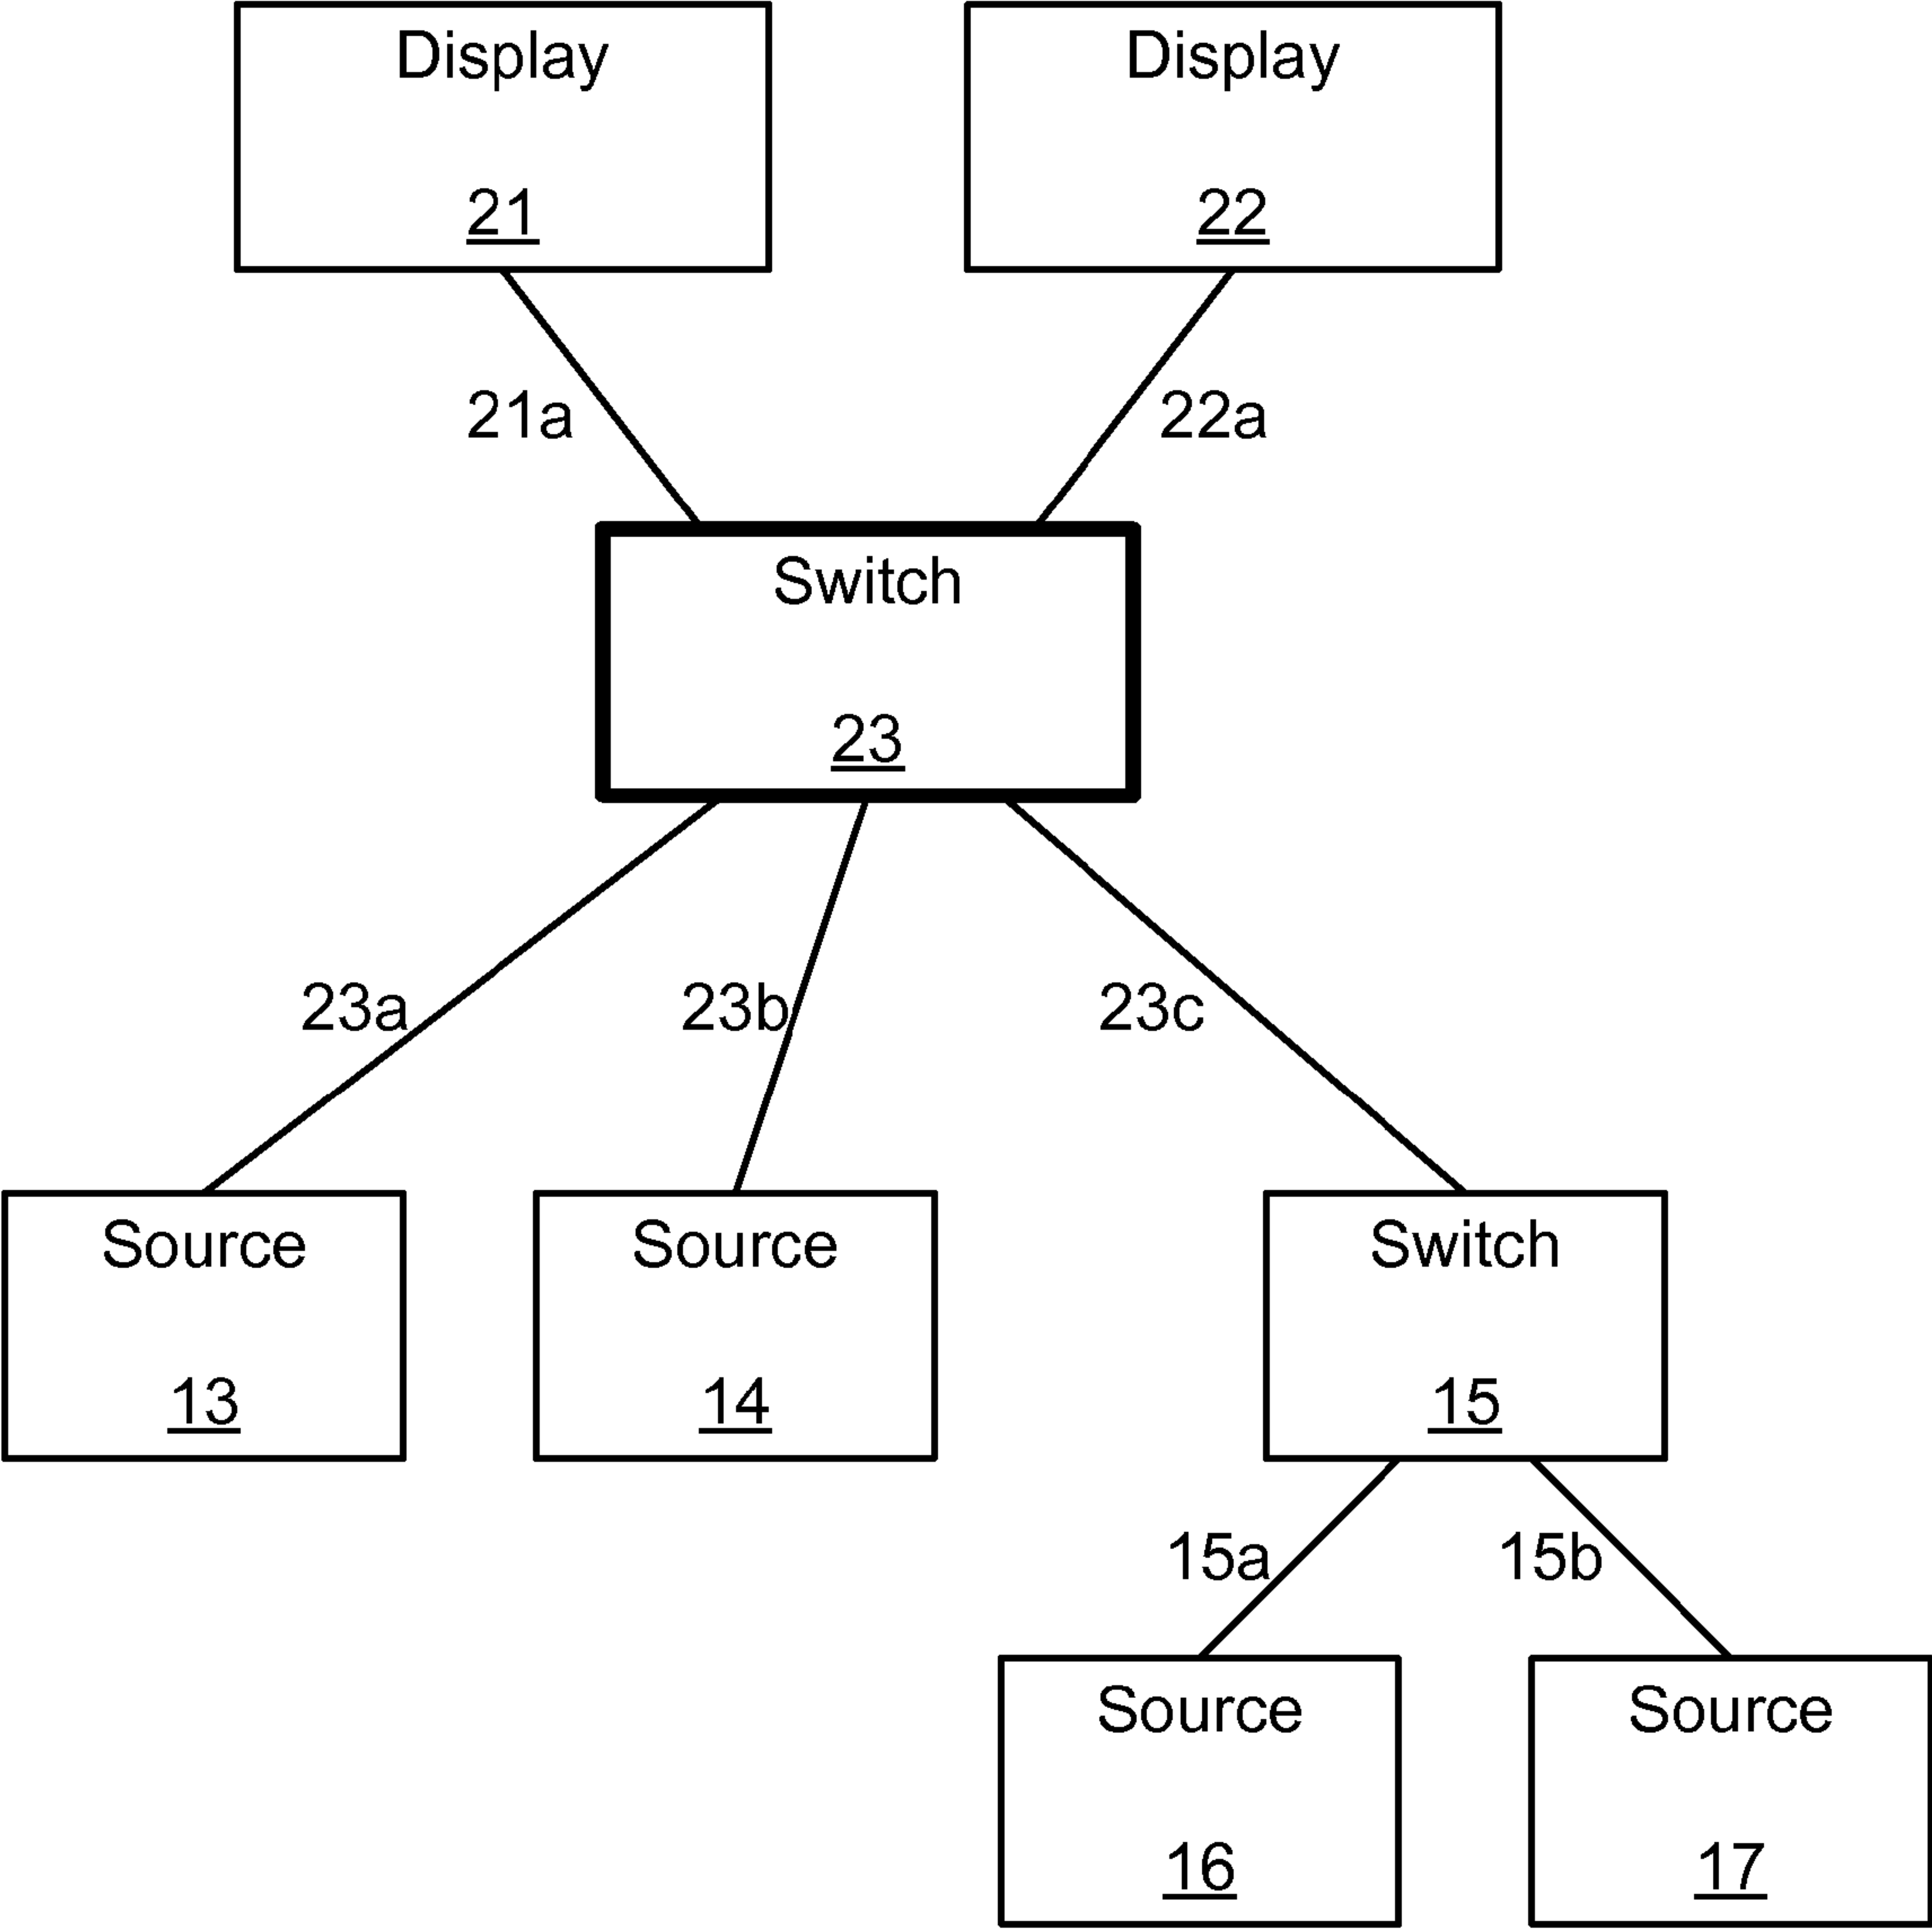 Display
Display
21
22
21a
22a
Switch
23
23a
23b
23c
Source
Source
Switch
13
14
15
15a
15b
Source
Source
16
17